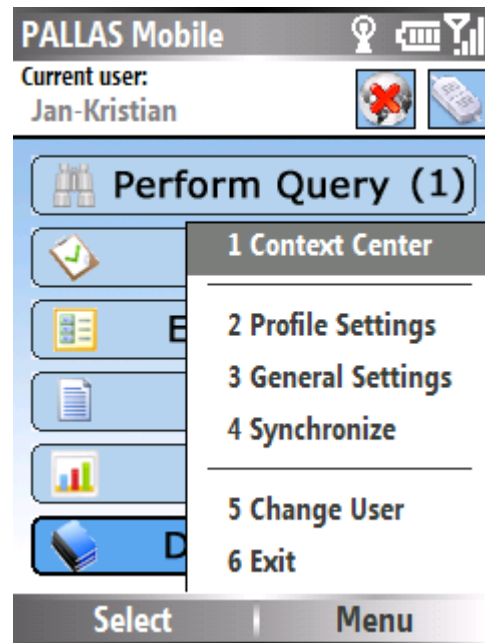 PALLAS Mobile
Current user:
Jan-Kristian
Perform Query (1)
1 Context Center
E
2 Profile Settings
3 General Settings
4 Synchronize
5 Change User
D
6 Exit
Select
Menu